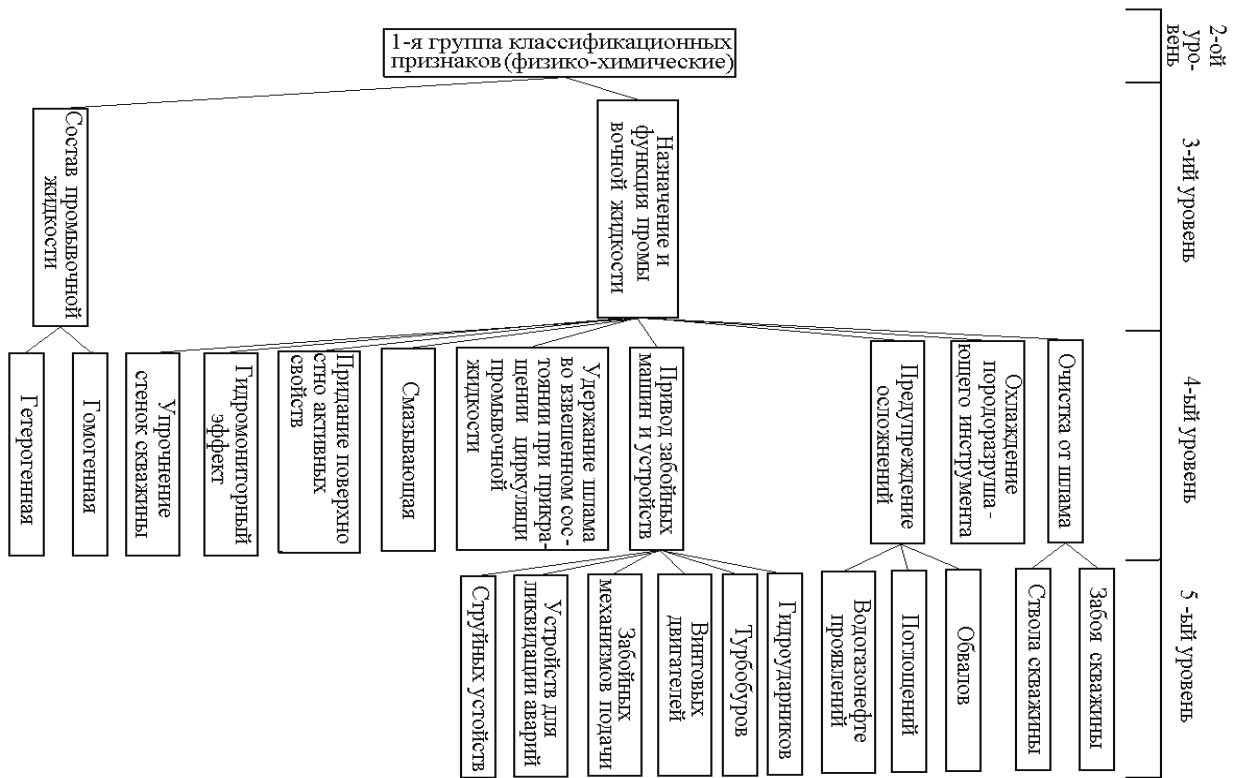 2-ой
уро-
вень
3-ий уровень
4-ый уровень
5 -ый уровень
1-я группа классификационных
признаков (физико-химические)
Назначение и
функция промы
вочной жидкости
Состав промывочной
жидкости
Очистка от шлама
Охлаждение
породоразруша-
ющего инструмента
Предупреждение
осложнений
Привод забойных
машин и устройств
Удержание шлама
во взвешенном сос-
тоянии при прикра-
щении циркуляци
промывочной
жидкости
Смазывающая
Придание поверхно
стно активных
свойств
Гидромониторный
эффект
Упрочнение
стенок скважины
Гомогенная
Гетерогенная
Забоя скважины
Ствола скважины
Обвалов
Поглощений
Водогазонефте
проявлений
Гидроударников
Турбобуров
Винтовых
двигателей
Забойных
механизмов подачи
Устройств для
ликвидации аварий
Струйных устойств